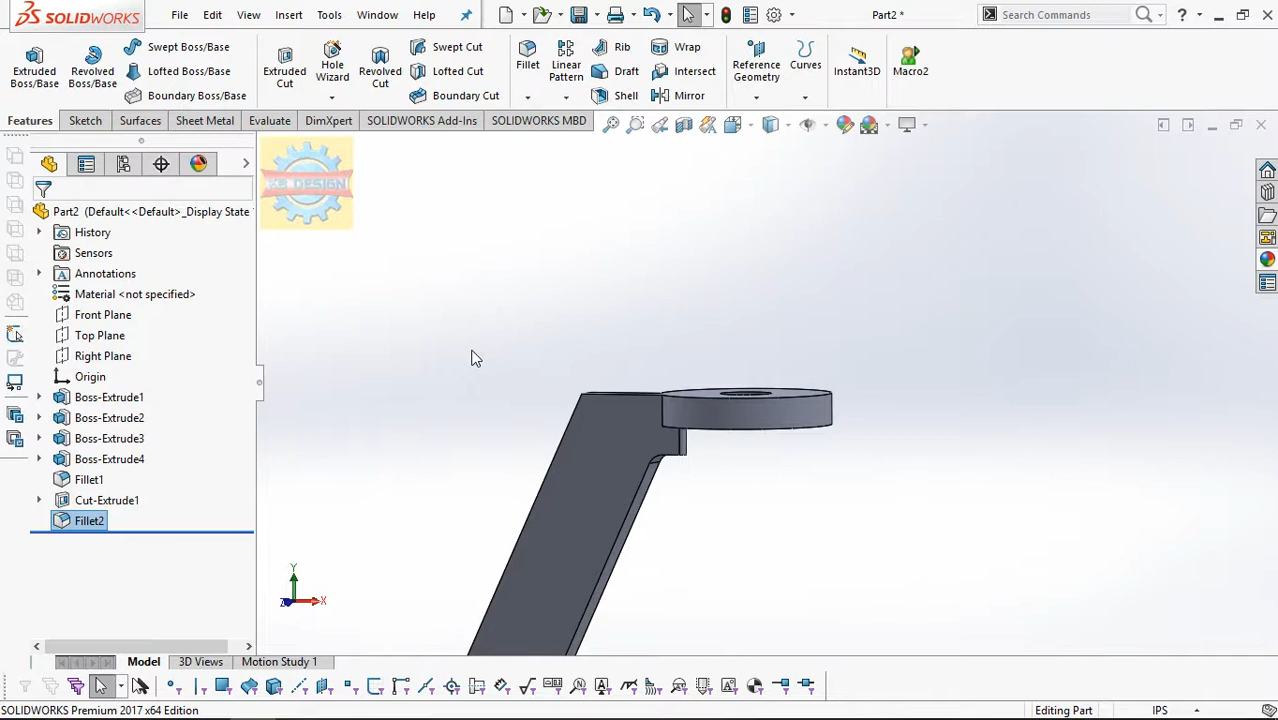 SOLIDWORKS File Edit View Insert Tools Window Help Part2 * Search Commands ?
Extruded Boss/Base Revolved Boss/Base Swept Boss/Base Lofted Boss/Base Boundary Boss/Base Extruded Cut Hole Wizard Revolved Cut Swept Cut Lofted Cut Boundary Cut Fillet Linear Pattern Rib Draft Shell Wrap Intersect Mirror Reference Geometry Curves Instant3D Macro2
Features Sketch Surfaces Sheet Metal Evaluate DimXpert SOLIDWORKS Add-Ins SOLIDWORKS MBD
KB DESIGN
Part2 (Default<<Default>_Display State
History
Sensors
Annotations
Material <not specified>
Front Plane
Top Plane
Right Plane
Origin
Boss-Extrude1
Boss-Extrude2
Boss-Extrude3
Boss-Extrude4
Fillet1
Cut-Extrude1
Fillet2
Y
X
Z
Model 3D Views Motion Study 1
SOLIDWORKS Premium 2017 x64 Edition Editing Part IPS